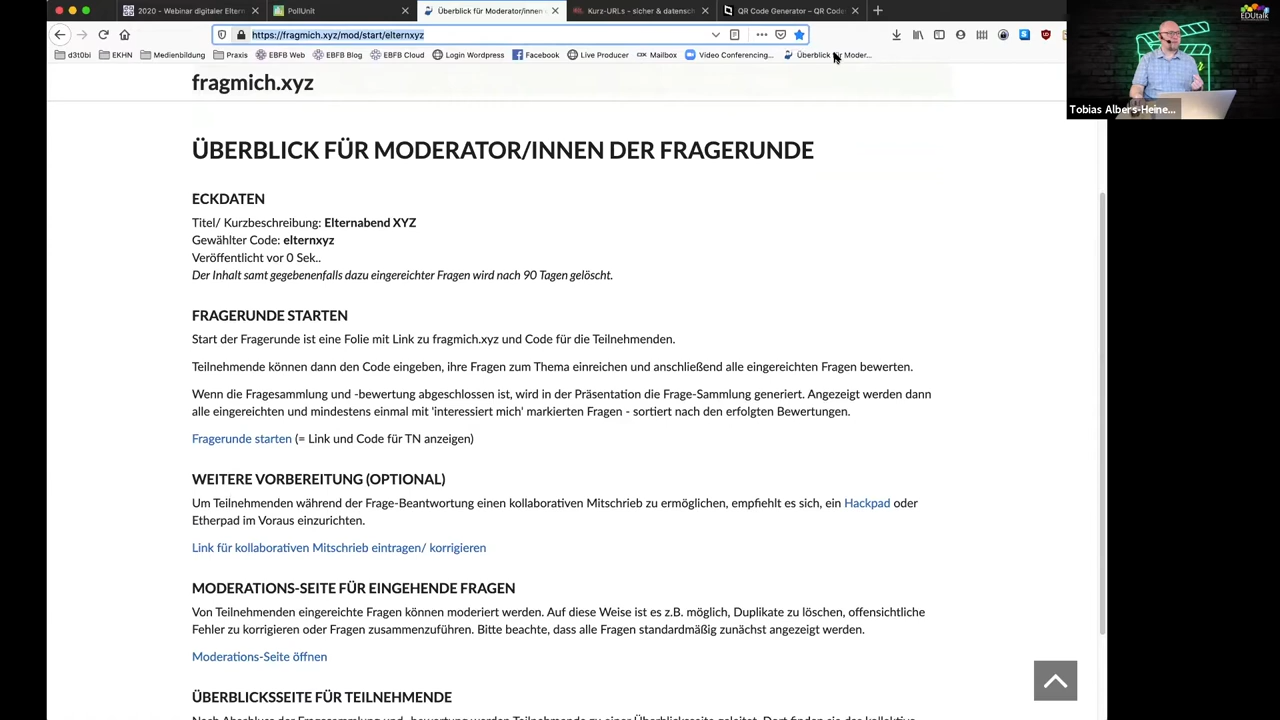 2020 – Webinar digitaler Eltern
PollUnit
Überblick für Moderator/innen
Kurz-URLs – sicher & datensch
QR Code Generator – QR Code
https://fragmich.xyz/mod/start/elternxyz
d3t0bi
EKHN
Medienbildung
Praxis
EBFB Web
EBFB Blog
EBFB Cloud
Login Wordpress
Facebook
Live Producer
Mailbox
Video Conferencing...
EDUtalk
Tobias Albers-Heine...
fragmich.xyz
ÜBERBLICK FÜR MODERATOR/INNEN DER FRAGERUNDE
ECKDATEN
Titel/ Kurzbeschreibung: Elternabend XYZ
Gewählter Code: elternxyz
Veröffentlicht vor 0 Sek..
Der Inhalt samt gegebenenfalls dazu eingereichter Fragen wird nach 90 Tagen gelöscht.
FRAGERUNDE STARTEN
Start der Fragerunde ist eine Folie mit Link zu fragmich.xyz und Code für die Teilnehmenden.
Teilnehmende können dann den Code eingeben, ihre Fragen zum Thema einreichen und anschließend alle eingereichten Fragen bewerten.
Wenn die Fragesammlung und -bewertung abgeschlossen ist, wird in der Präsentation die Frage-Sammlung generiert. Angezeigt werden dann
alle eingereichten und mindestens einmal mit 'interessiert mich' markierten Fragen - sortiert nach den erfolgten Bewertungen.
Fragerunde starten (= Link und Code für TN anzeigen)
WEITERE VORBEREITUNG (OPTIONAL)
Um Teilnehmenden während der Frage-Beantwortung einen kollaborativen Mitschrieb zu ermöglichen, empfiehlt es sich, ein Hackpad oder
Etherpad im Voraus einzurichten.
Link für kollaborativen Mitschrieb eintragen/ korrigieren
MODERATIONS-SEITE FÜR EINGEHENDE FRAGEN
Von Teilnehmenden eingereichte Fragen können moderiert werden. Auf diese Weise ist es z.B. möglich, Duplikate zu löschen, offensichtliche
Fehler zu korrigieren oder Fragen zusammenzuführen. Bitte beachte, dass alle Fragen standardmäßig zunächst angezeigt werden.
Moderations-Seite öffnen
ÜBERBLICKSSEITE FÜR TEILNEHMENDE